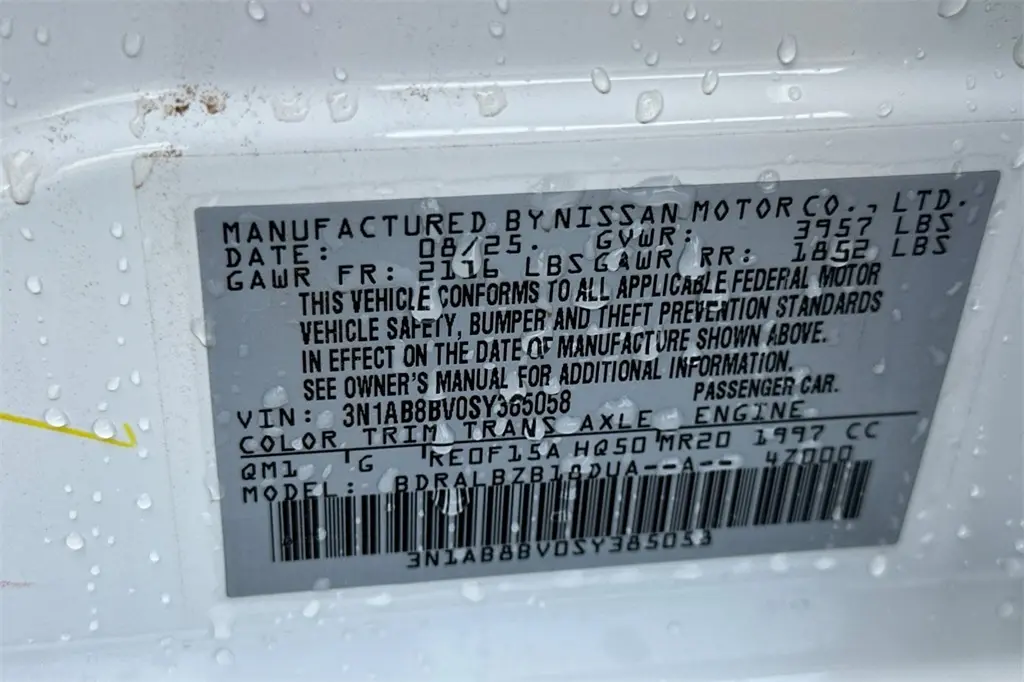 MANUFACTURED BY NISSAN MOTOR CO., LTD.
DATE: 08/25. GVWR: 3957 LBS
GAWR FR: 2116 LBS GAWR RR: 1852 LBS
THIS VEHICLE CONFORMS TO ALL APPLICABLE FEDERAL MOTOR
VEHICLE SAFETY, BUMPER AND THEFT PREVENTION STANDARDS
IN EFFECT ON THE DATE OF MANUFACTURE SHOWN ABOVE.
SEE OWNER'S MANUAL FOR ADDITIONAL INFORMATION.
VIN: PASSENGER CAR.
COLOR TRIM TRANS AXLE ENGINE
QM1 G RE0F15A HQ50 MR20 1997 CC
MODEL: 47000